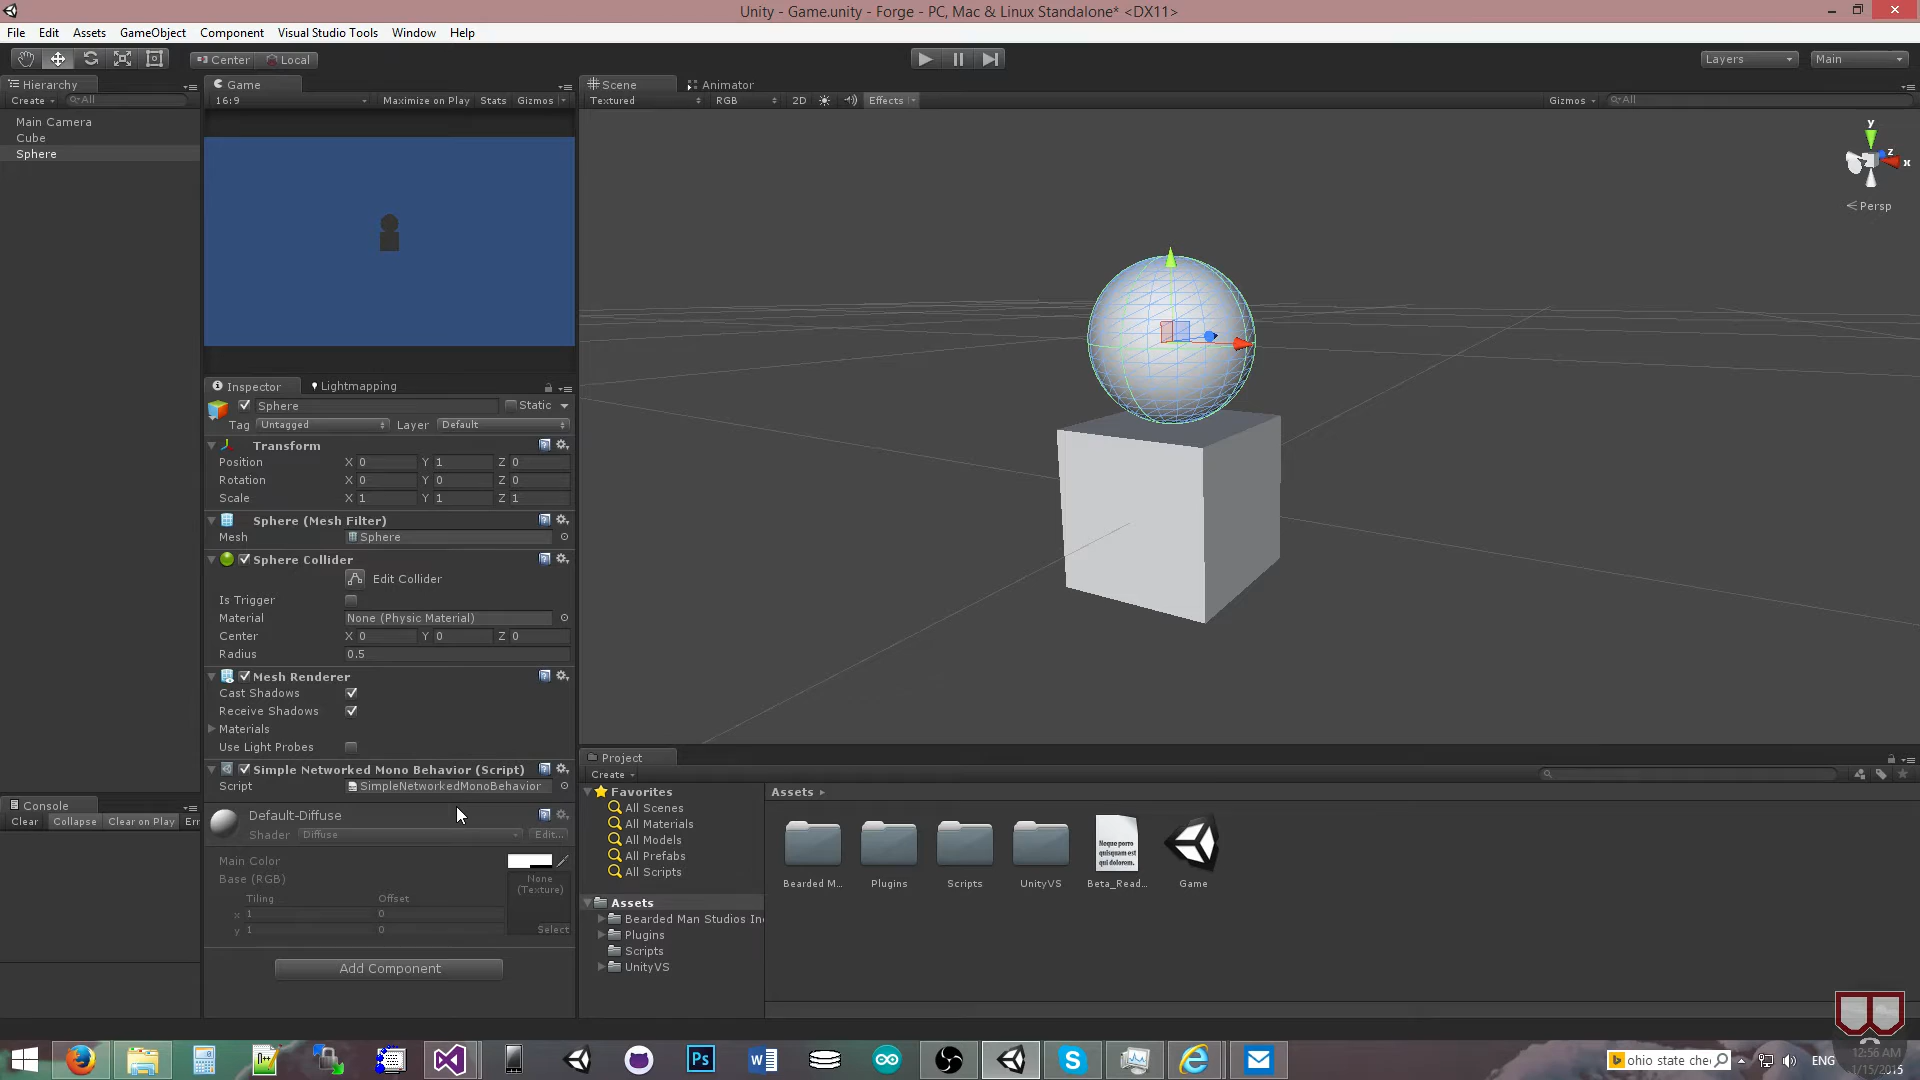 Unity - Game.unity - Forge - PC, Mac & Linux Standalone* <DX11>
File Edit Assets GameObject Component Visual Studio Tools Window Help
Center Local
Layers Main
Hierarchy
Create All
Main Camera
Cube
Sphere
Game
16:9 Maximize on Play Stats Gizmos
Scene Animator
Textured RGB 2D Effects Gizmos All
y
z
x
Persp
Inspector Lightmapping
Sphere Static
Tag Untagged Layer Default
Transform
Position X 0 Y 1 Z 0
Rotation X 0 Y 0 Z 0
Scale X 1 Y 1 Z 1
Sphere (Mesh Filter)
Mesh Sphere
Sphere Collider
Edit Collider
Is Trigger
Material None (Physic Material)
Center X 0 Y 0 Z 0
Radius 0.5
Mesh Renderer
Cast Shadows
Receive Shadows
Materials
Use Light Probes
Simple Networked Mono Behavior (Script)
Script SimpleNetworkedMonoBehavior
Default-Diffuse
Shader Diffuse Edit...
Main Color
Base (RGB)
None
(Texture)
Tiling Offset
x 1 0
y 1 0
Select
Add Component
Console
Clear Collapse Clear on Play Err
Project
Create
Favorites
All Scenes
All Materials
All Models
All Prefabs
All Scripts
Assets
Bearded Man Studios In
Plugins
Scripts
UnityVS
Assets
Neque porro
quisquam est
qui dolorem.
Bearded M... Plugins Scripts UnityVS Beta_Read... Game
Ps
W
ohio state che
ENG
12:56 AM
1/15/2015